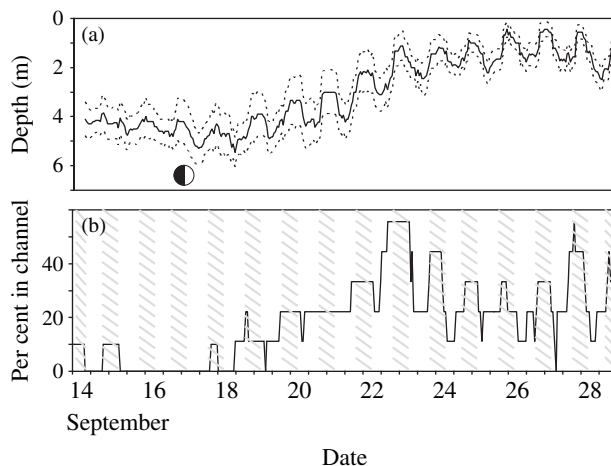 (a)
Depth (m)
0
2
4
6
(b)
Per cent in channel
40
20
0
14 16 18 20 22 24 26 28
September
Date